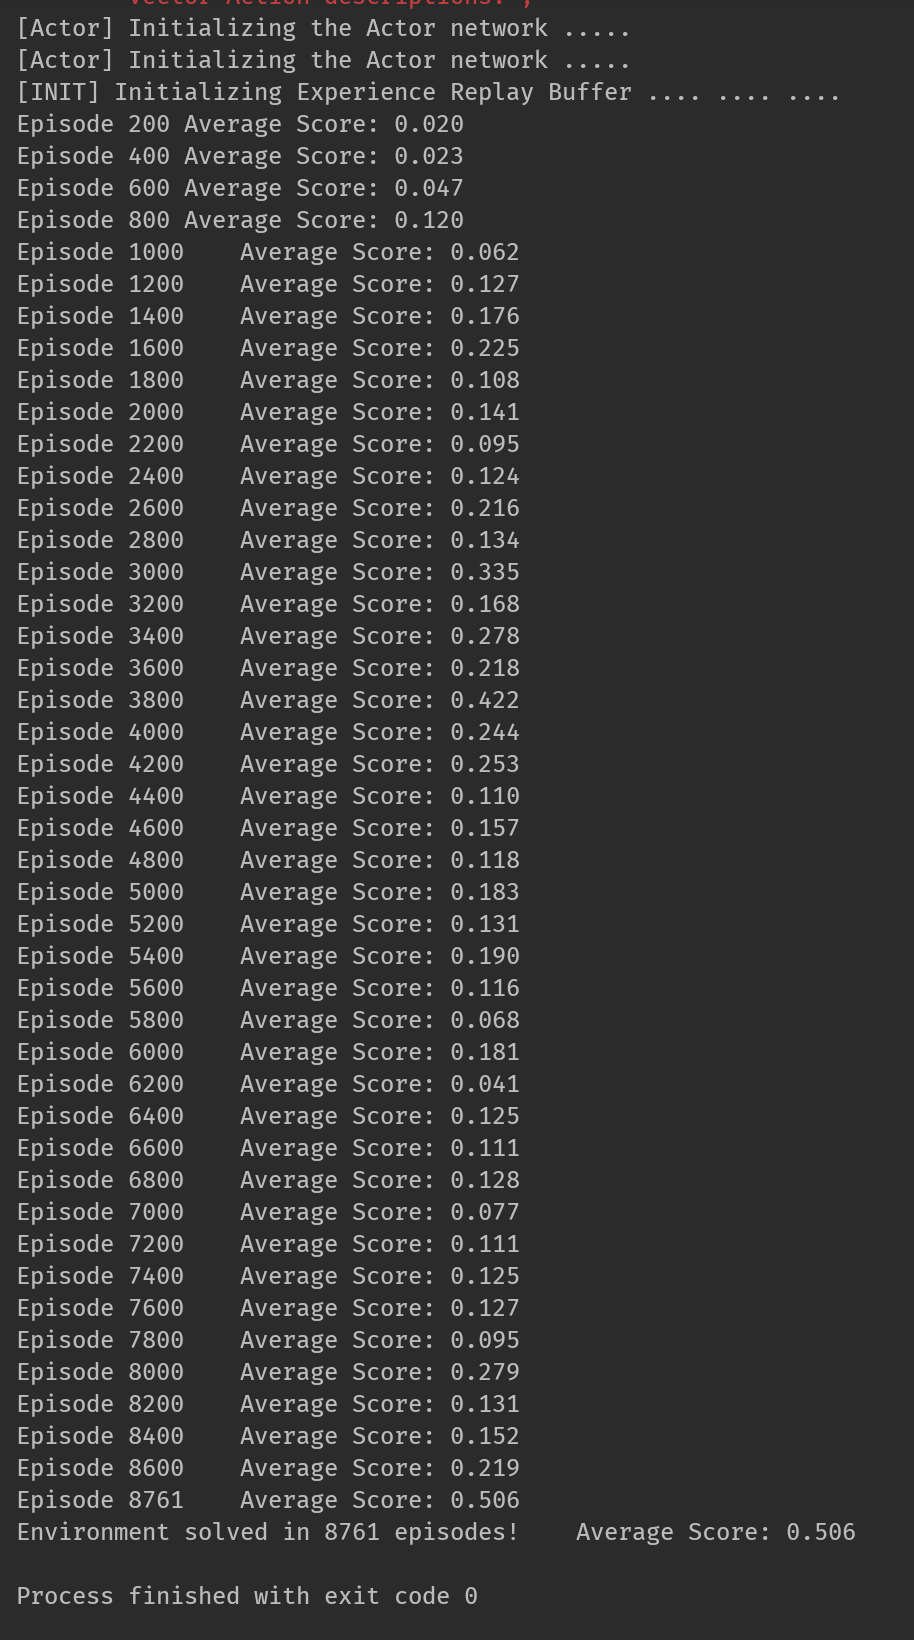 Vector Action descriptions: ,
[Actor] Initializing the Actor network .....
[Actor] Initializing the Actor network .....
[INIT] Initializing Experience Replay Buffer .... .... ....
Episode 200 Average Score: 0.020
Episode 400 Average Score: 0.023
Episode 600 Average Score: 0.047
Episode 800 Average Score: 0.120
Episode 1000    Average Score: 0.062
Episode 1200    Average Score: 0.127
Episode 1400    Average Score: 0.176
Episode 1600    Average Score: 0.225
Episode 1800    Average Score: 0.108
Episode 2000    Average Score: 0.141
Episode 2200    Average Score: 0.095
Episode 2400    Average Score: 0.124
Episode 2600    Average Score: 0.216
Episode 2800    Average Score: 0.134
Episode 3000    Average Score: 0.335
Episode 3200    Average Score: 0.168
Episode 3400    Average Score: 0.278
Episode 3600    Average Score: 0.218
Episode 3800    Average Score: 0.422
Episode 4000    Average Score: 0.244
Episode 4200    Average Score: 0.253
Episode 4400    Average Score: 0.110
Episode 4600    Average Score: 0.157
Episode 4800    Average Score: 0.118
Episode 5000    Average Score: 0.183
Episode 5200    Average Score: 0.131
Episode 5400    Average Score: 0.190
Episode 5600    Average Score: 0.116
Episode 5800    Average Score: 0.068
Episode 6000    Average Score: 0.181
Episode 6200    Average Score: 0.041
Episode 6400    Average Score: 0.125
Episode 6600    Average Score: 0.111
Episode 6800    Average Score: 0.128
Episode 7000    Average Score: 0.077
Episode 7200    Average Score: 0.111
Episode 7400    Average Score: 0.125
Episode 7600    Average Score: 0.127
Episode 7800    Average Score: 0.095
Episode 8000    Average Score: 0.279
Episode 8200    Average Score: 0.131
Episode 8400    Average Score: 0.152
Episode 8600    Average Score: 0.219
Episode 8761    Average Score: 0.506
Environment solved in 8761 episodes!    Average Score: 0.506
Process finished with exit code 0